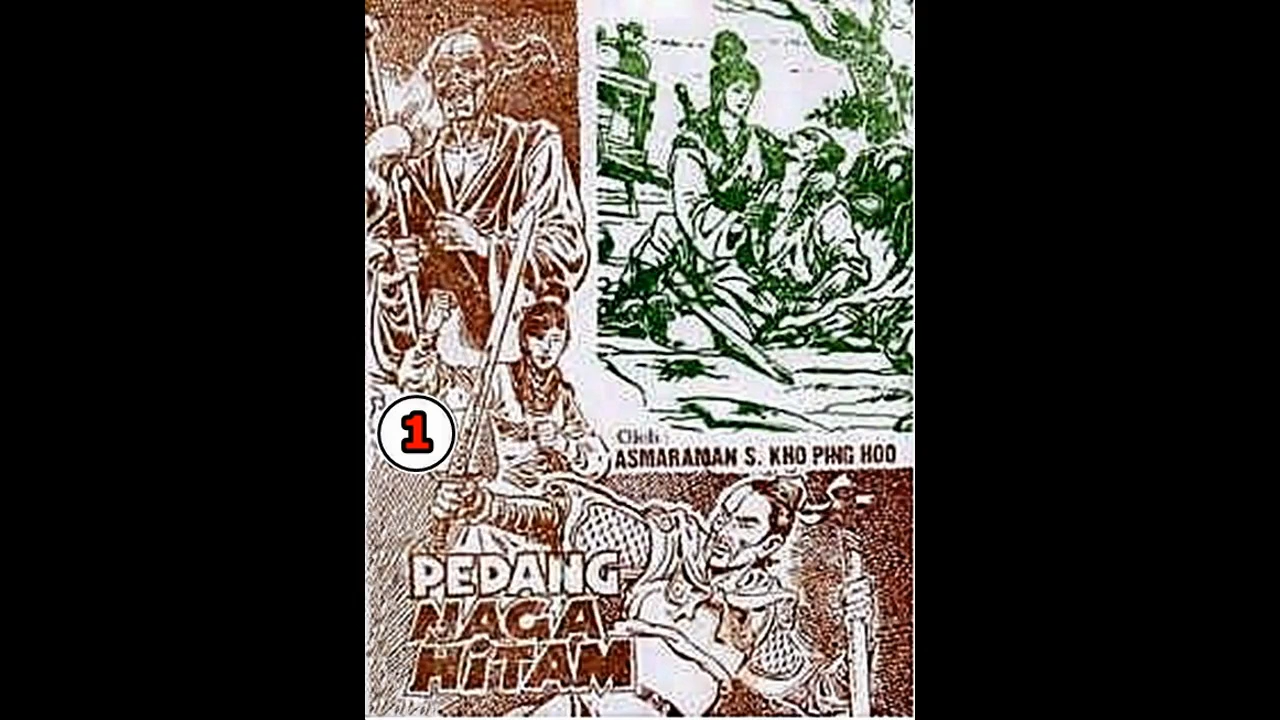 1
Oleh :
ASMARAMAN S. KHO PING HOO
PEDANG
NAGA
HITAM